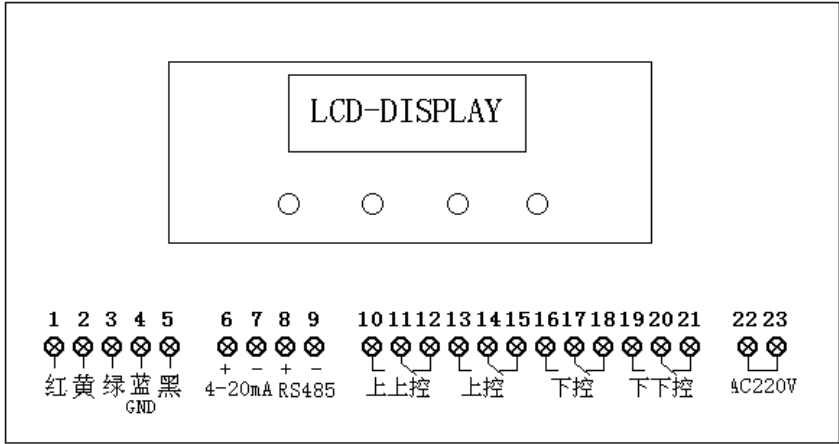 LCD-DISPLAY
1 2 3 4 5 6 7 8 9 10 11 12 13 14 15 16 17 18 19 20 21 22 23
+ - + -
红 黄 绿 蓝 黑 4-20mA RS485 上上控 上控 下控 下下控 AC220V
GND